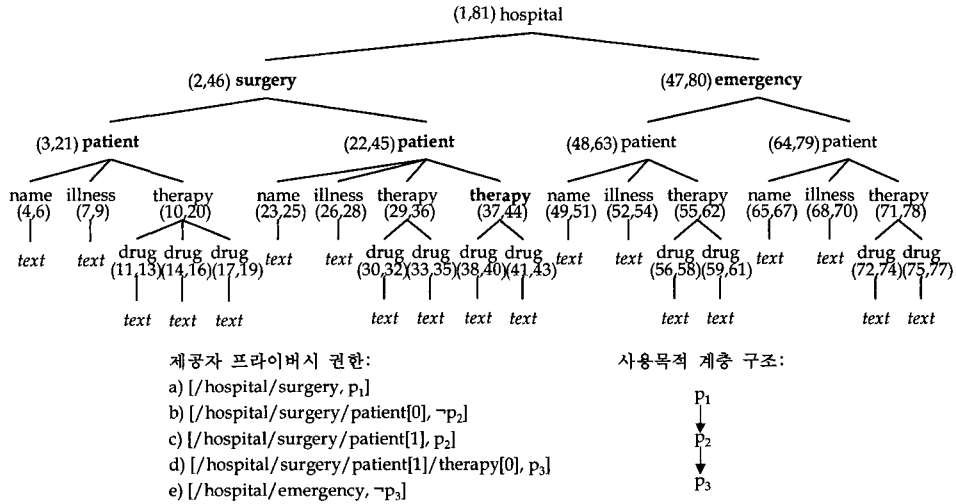 (1,81) hospital
(2,46) surgery (47,80) emergency
(3,21) patient (22,45) patient (48,63) patient (64,79) patient
name illness therapy name illness therapy therapy name illness therapy name illness therapy
(4,6) (7,9) (10,20) (23,25) (26,28) (29,36) (37,44) (49,51) (52,54) (55,62) (65,67) (68,70) (71,78)
text text drug drug drug text text drug drug drug drug text text drug drug text text drug drug
(11,13)(14,16)(17,19) (30,32)(33,35)(38,40)(41,43) (56,58)(59,61) (72,74)(75,77)
text text text text text text text text text text text
제공자 프라이버시 권한: 사용목적 계층 구조:
a) [/hospital/surgery, p₁]
b) [/hospital/surgery/patient[0], ¬p₂]
c) [/hospital/surgery/patient[1], p₂]
d) [/hospital/surgery/patient[1]/therapy[0], p₃]
e) [/hospital/emergency, ¬p₃]
p₁
p₂
p₃